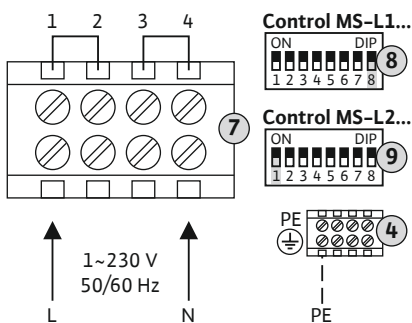 1 2 3 4
7
1~230 V
50/60 Hz
L N
Control MS-L1...
ON DIP
1 2 3 4 5 6 7 8
8
Control MS-L2...
ON DIP
1 2 3 4 5 6 7 8
9
PE
4
PE